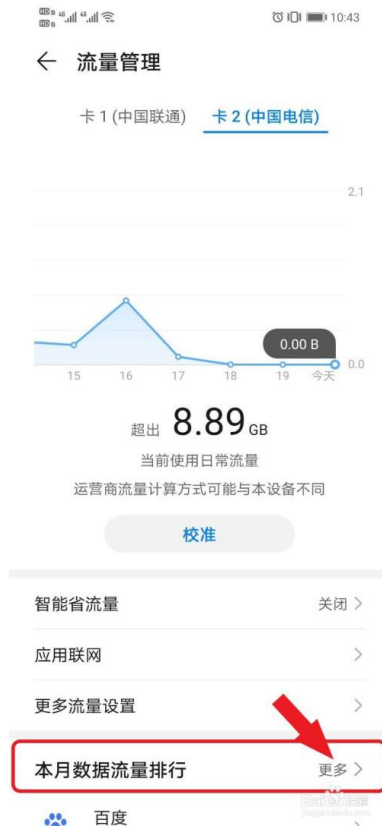 10:43
流量管理
卡 1 (中国联通) 卡 2 (中国电信)
2.1
0.00 B
0.0
15 16 17 18 19 今天
超出 8.89 GB
当前使用日常流量
运营商流量计算方式可能与本设备不同
校准
智能省流量 关闭
应用联网
更多流量设置
本月数据流量排行 更多
百度